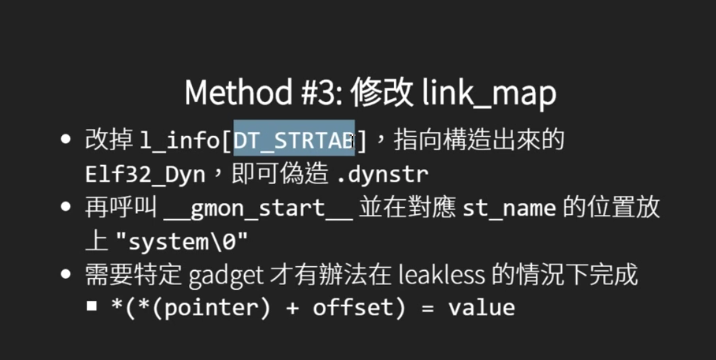 Method #3: 修改 link_map
改掉 l_info[DT_STRTAB]，指向構造出來的
Elf32_Dyn，即可偽造 .dynstr
再呼叫 __gmon_start__ 並在對應 st_name 的位置放
上 "system\0"
需要特定 gadget 才有辦法在 leakless 的情況下完成
*(*(pointer) + offset) = value